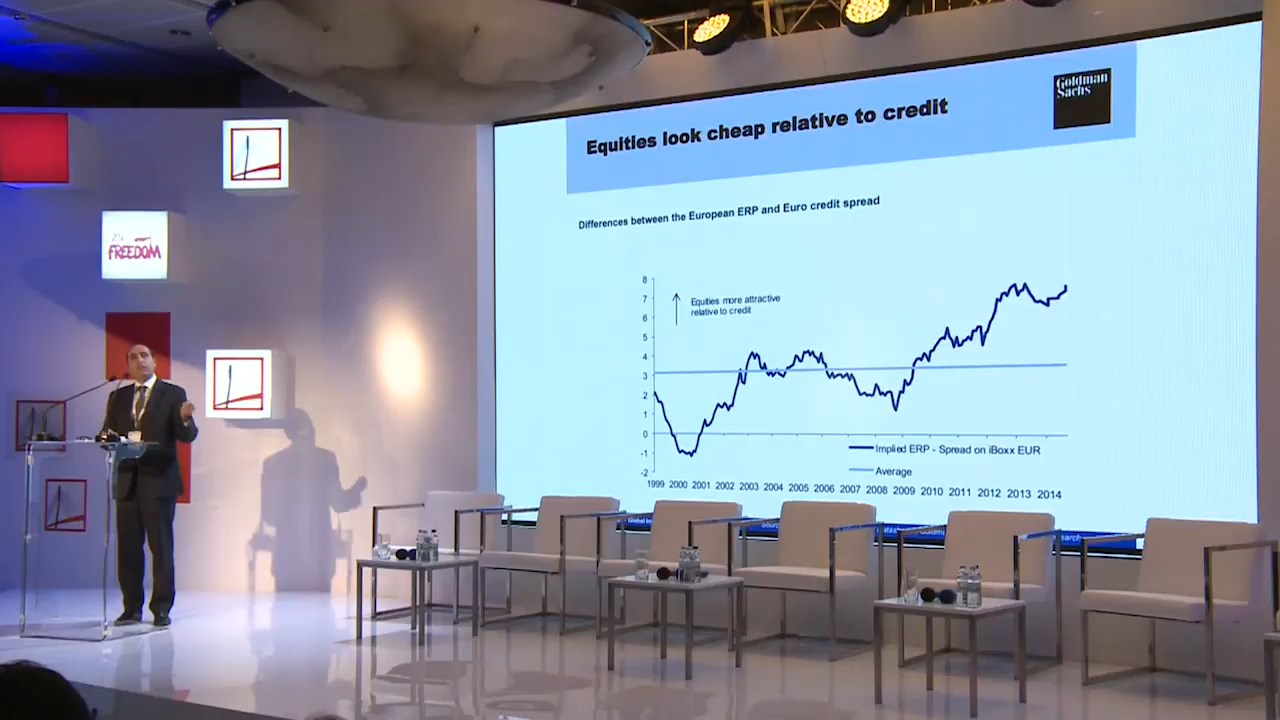 Goldman
Sachs
Equities look cheap relative to credit
Differences between the European ERP and Euro credit spread
8
7
6
5
4
3
2
1
0
-1
-2
Equities more attractive
relative to credit
Implied ERP - Spread on iBoxx EUR
Average
1999 2000 2001 2002 2003 2004 2005 2006 2007 2008 2009 2010 2011 2012 2013 2014
FREEDOM